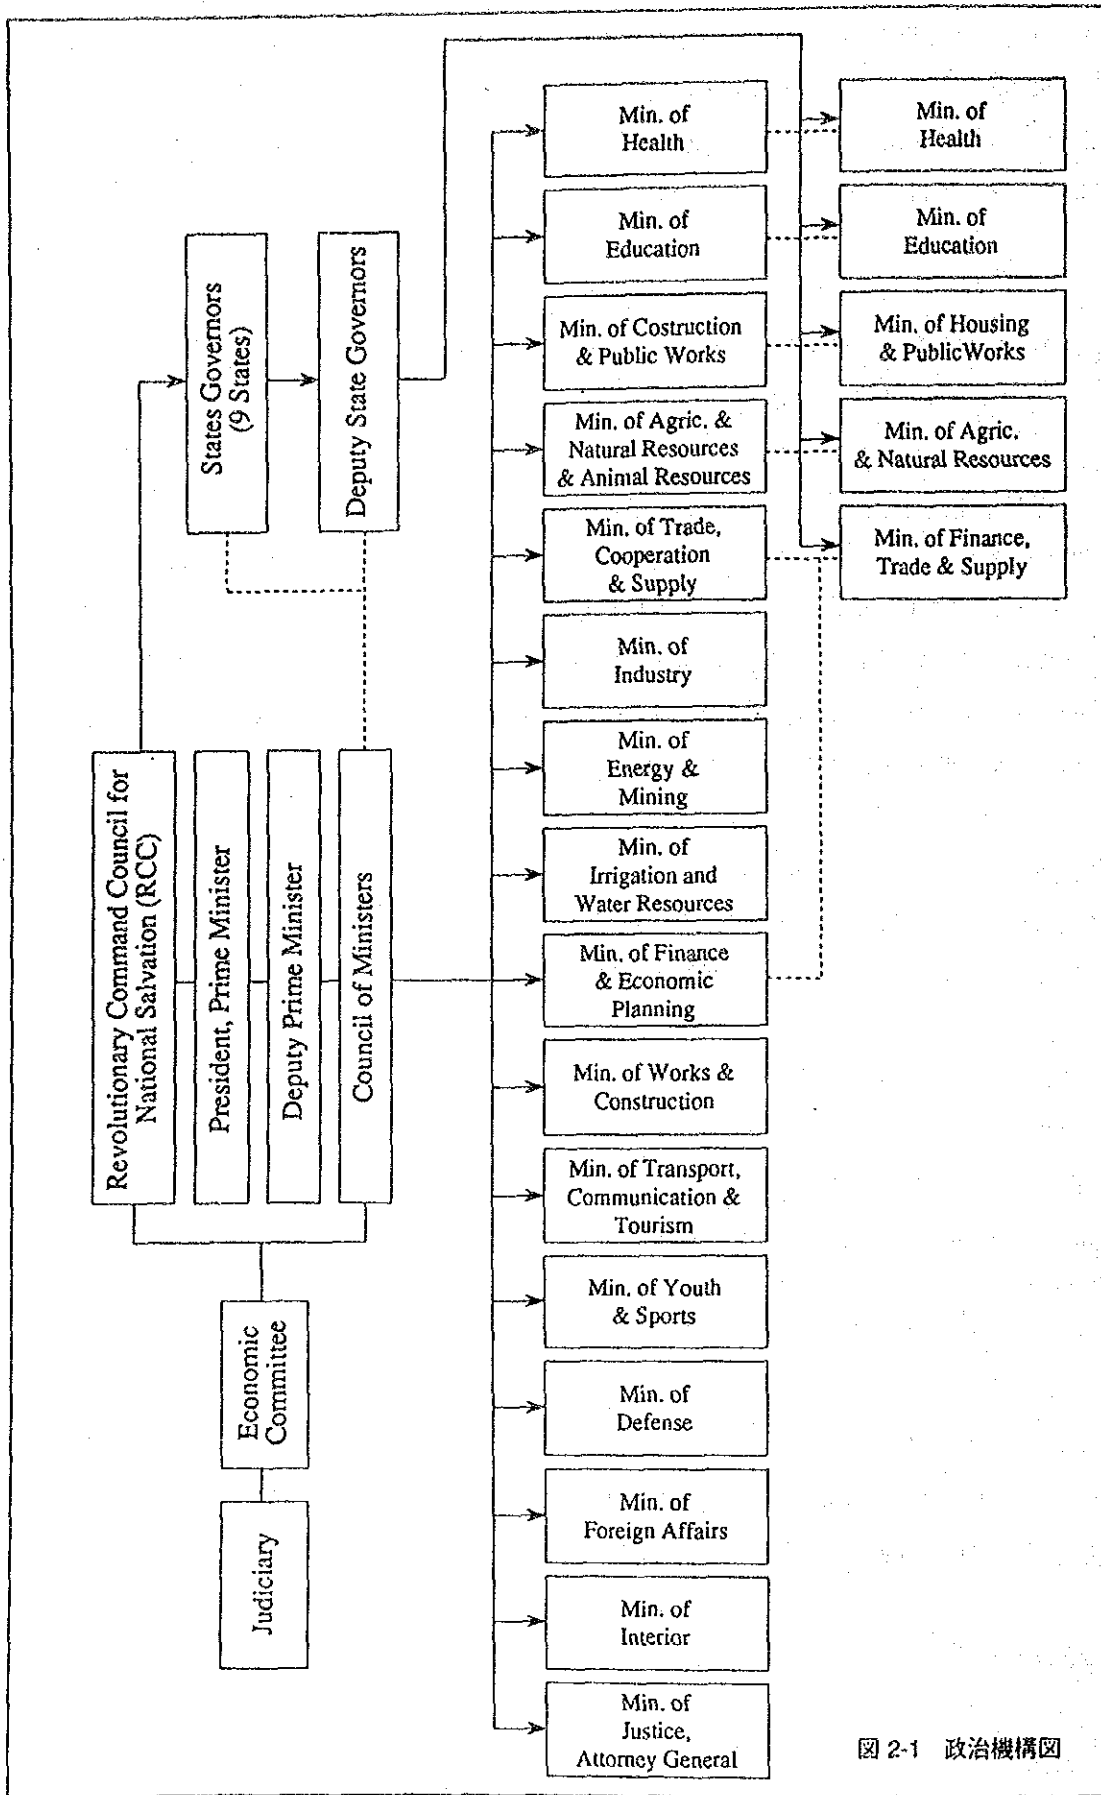 Revolutionary Command Council for
National Salvation (RCC)
President, Prime Minister
Deputy Prime Minister
Council of Ministers
States Governors
(9 States)
Deputy State Governors
Economic
Committee
Judiciary
Min. of
Health
Min. of
Education
Min. of Costruction
& Public Works
Min. of Agric. &
Natural Resources
& Animal Resources
Min. of Trade,
Cooperation
& Supply
Min. of
Industry
Min. of
Energy &
Mining
Min. of
Irrigation and
Water Resources
Min. of Finance
& Economic
Planning
Min. of Works &
Construction
Min. of Transport,
Communication &
Tourism
Min. of Youth
& Sports
Min. of
Defense
Min. of
Foreign Affairs
Min. of
Interior
Min. of
Justice,
Attorney General
Min. of
Health
Min. of
Education
Min. of Housing
& PublicWorks
Min. of Agric.
& Natural Resources
Min. of Finance,
Trade & Supply
図 2-1 政治機構図